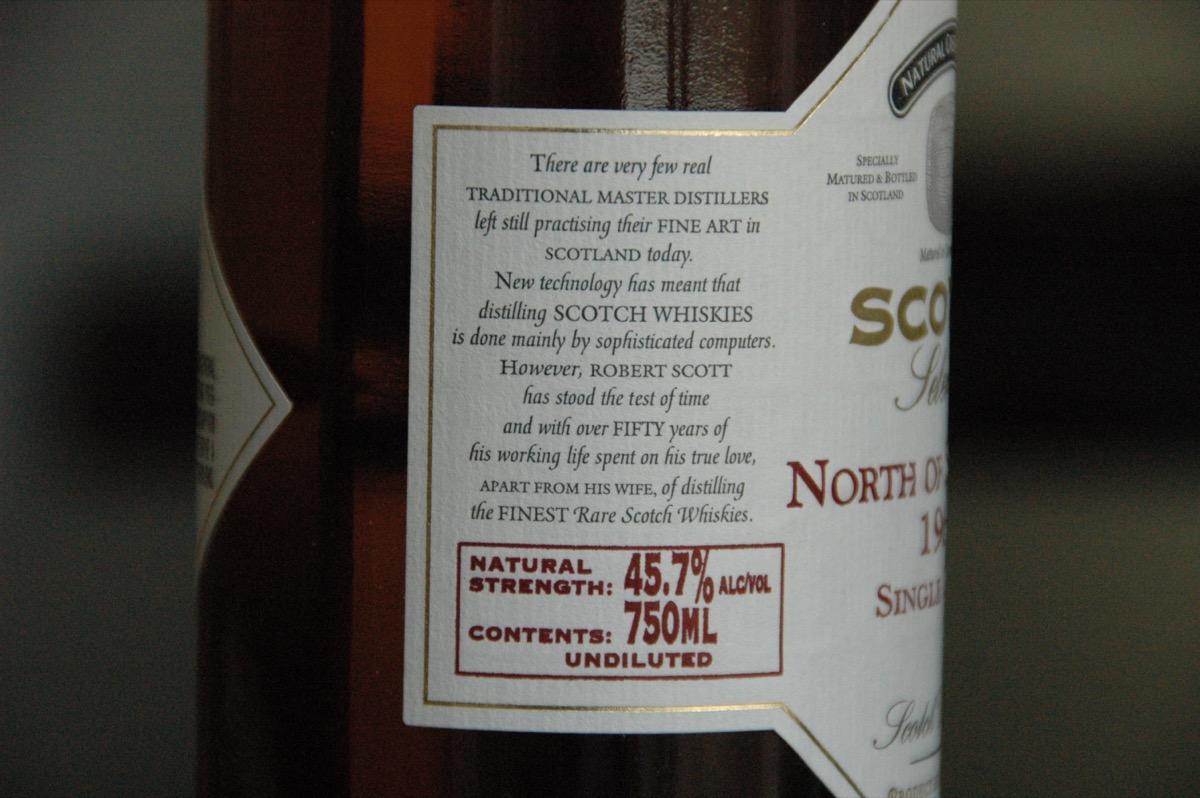 There are very few real
TRADITIONAL MASTER DISTILLERS
left still practising their FINE ART in
SCOTLAND today.
New technology has meant that
distilling SCOTCH WHISKIES
is done mainly by sophisticated computers.
However, ROBERT SCOTT
has stood the test of time
and with over FIFTY years of
his working life spent on his true love,
APART FROM HIS WIFE, of distilling
the FINEST Rare Scotch Whiskies.
NATURAL
STRENGTH: 45.7% ALC/VOL
CONTENTS: 750ML
UNDILUTED
NATURAL
SPECIALLY
MATURED & BOTTLED
IN SCOTLAND
SCO
NORTH OF
19
SINGLE
Scotch